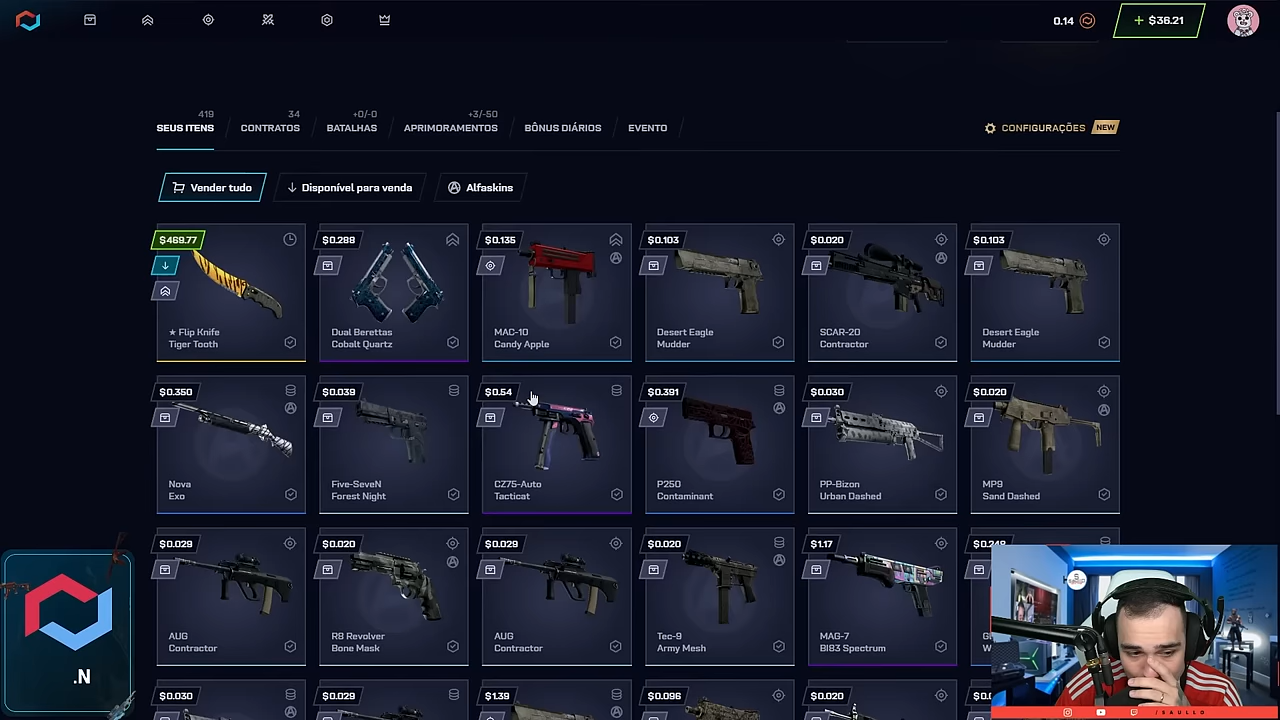 0.14
+ $36.21
419
SEUS ITENS
34
CONTRATOS
+0/-0
BATALHAS
+3/-50
APRIMORAMENTOS
BÔNUS DIÁRIOS
EVENTO
CONFIGURAÇÕES NEW
Vender tudo
Disponível para venda
Alfaskins
$469.77
★ Flip Knife
Tiger Tooth
$0.288
Dual Berettas
Cobalt Quartz
$0.135
MAC-10
Candy Apple
$0.103
Desert Eagle
Mudder
$0.020
SCAR-20
Contractor
$0.103
Desert Eagle
Mudder
$0.350
Nova
Exo
$0.039
Five-SeveN
Forest Night
$0.54
CZ75-Auto
Tacticat
$0.391
P250
Contaminant
$0.030
PP-Bizon
Urban Dashed
$0.020
MP9
Sand Dashed
$0.029
AUG
Contractor
$0.020
R8 Revolver
Bone Mask
$0.029
AUG
Contractor
$0.020
Tec-9
Army Mesh
$1.17
MAG-7
BI83 Spectrum
$0.030
$0.029
$1.39
$0.096
$0.020
.N
/SAULLO